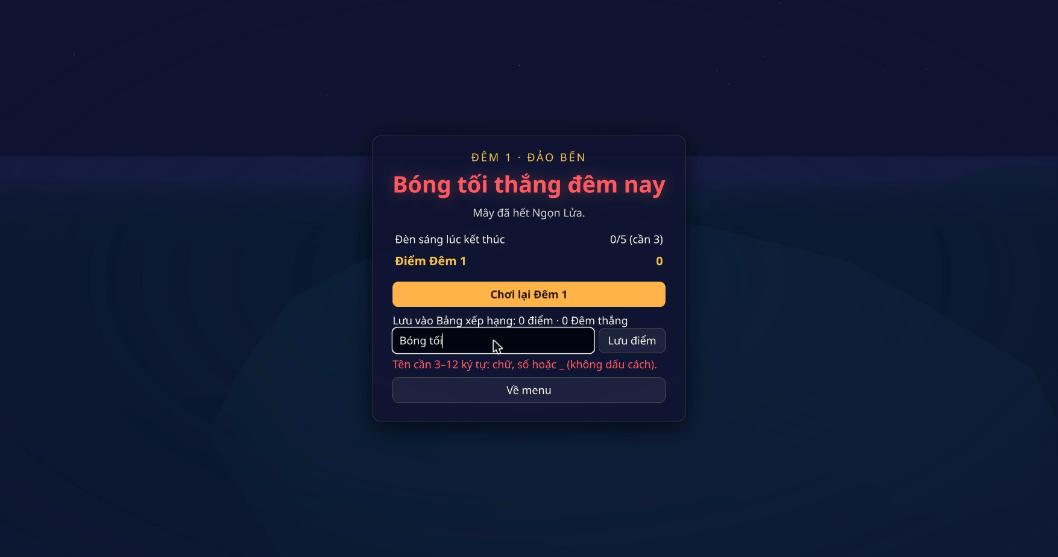 ĐÊM 1 · ĐẢO BẾN
Bóng tối thắng đêm nay
Mây đã hết Ngọn Lửa.
Đèn sáng lúc kết thúc 0/5 (cần 3)
Điểm Đêm 1 0
Chơi lại Đêm 1
Lưu vào Bảng xếp hạng: 0 điểm · 0 Đêm thắng
Bóng tối Lưu điểm
Tên cần 3–12 ký tự: chữ, số hoặc _ (không dấu cách).
Về menu